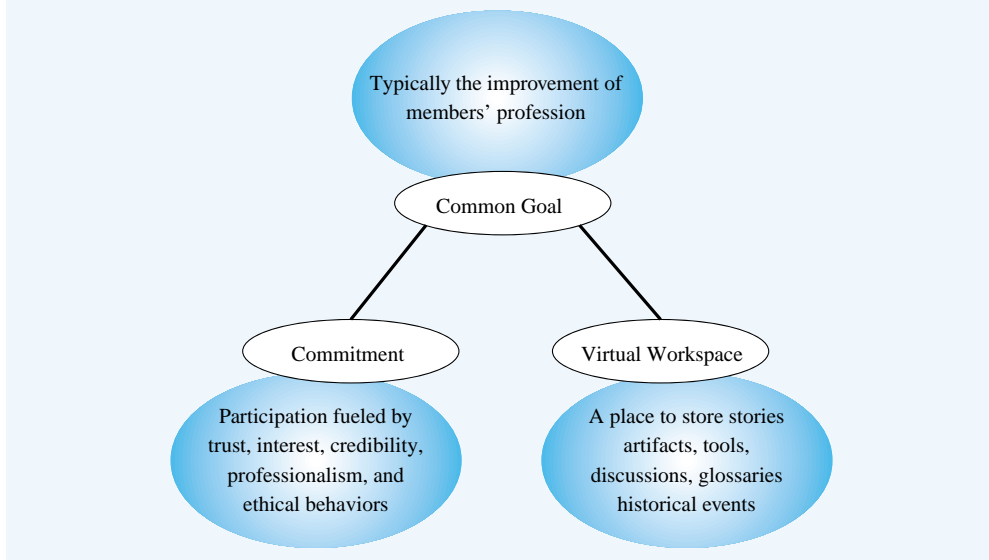 Typically the improvement of
members’ profession
Common Goal
Commitment
Virtual Workspace
Participation fueled by
trust, interest, credibility,
professionalism, and
ethical behaviors
A place to store stories
artifacts, tools,
discussions, glossaries
historical events